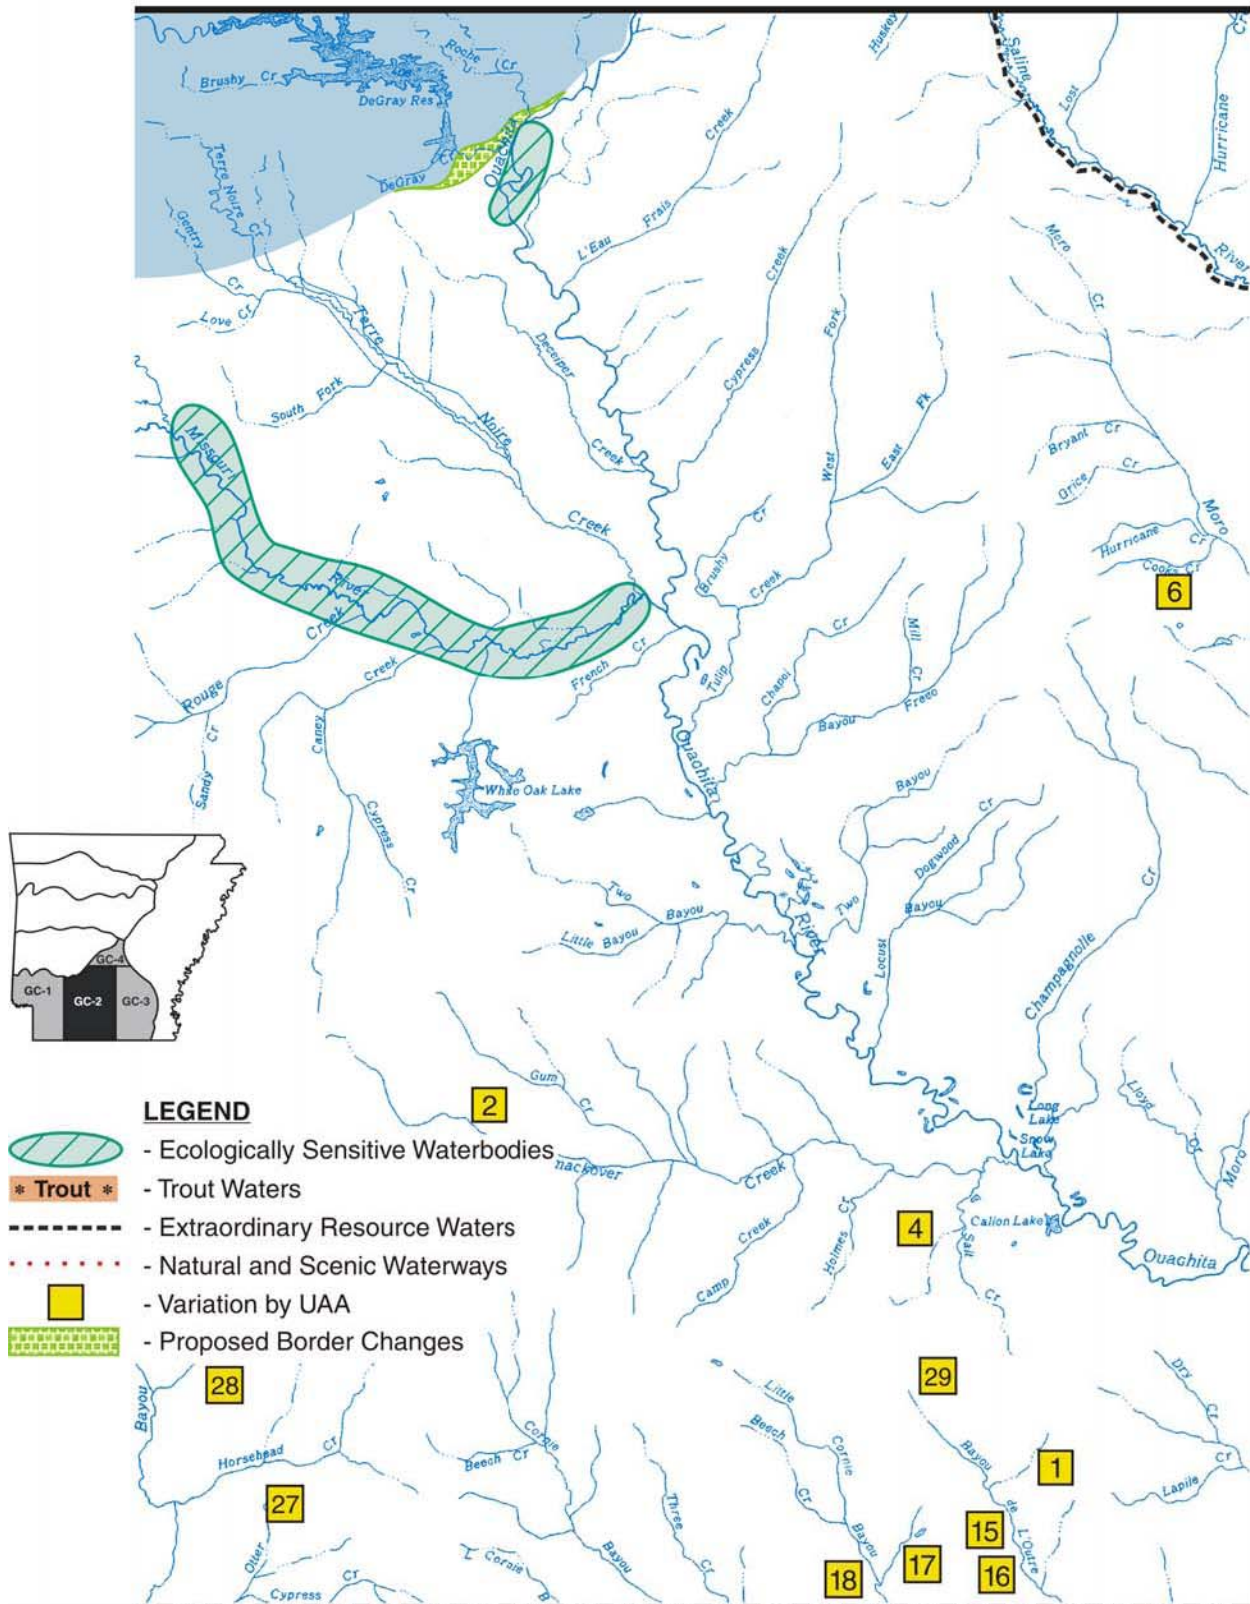 Brushy Cr
Roche
Cr
DeGray Res
Huskey
Saline
Lost
Cr
Hurricane
Creek
Ouachita
DeGray
Terre Noire Cr
Gentry
Cr
Love Cr
L'Eau Frais
Creek
Moro
Cr
River
Terre
Noire
Creek
Deceiper
Creek
Cypress
Fork
West
East Fk
South Fork
Bryant Cr
Grice Cr
Moro
Cr
Hurricane
Cooks Cr
6
Missouri
River
Brushy Cr
Creek
Tulip
Mill
Cr
Chapel Cr
Bayou Freeo
French Cr
Creek
Rouge
Creek
Sandy Cr
Caney
Cypress
Cr
White Oak Lake
Ouachita
River
Bayou
Two
Dogwood Cr
Bayou
Locust
Two
Bayou
Little Bayou
Champagnolle
Cr
GC-4
GC-1
GC-2
GC-3
2
Gum
Cr
Long
Lake
Snow
Lake
Lloyd
Cr
Moro
mackover
Creek
Camp
Creek
Holmes Cr
4
Salt
Cr
Calion Lake
Ouachita
LEGEND
- Ecologically Sensitive Waterbodies
* Trout *
- Trout Waters
- Extraordinary Resource Waters
- Natural and Scenic Waterways
- Variation by UAA
- Proposed Border Changes
28
29
Bayou
Horsehead Cr
27
Otter
Cypress Cr
Beech Cr
Cornie
Bayou
L Cornie B
Three
Cr
Little
Cornie
Bayou
Beech
Cr
18
17
Bayou
de
L'Outre
1
15
16
Dry
Cr
Lapile
Cr